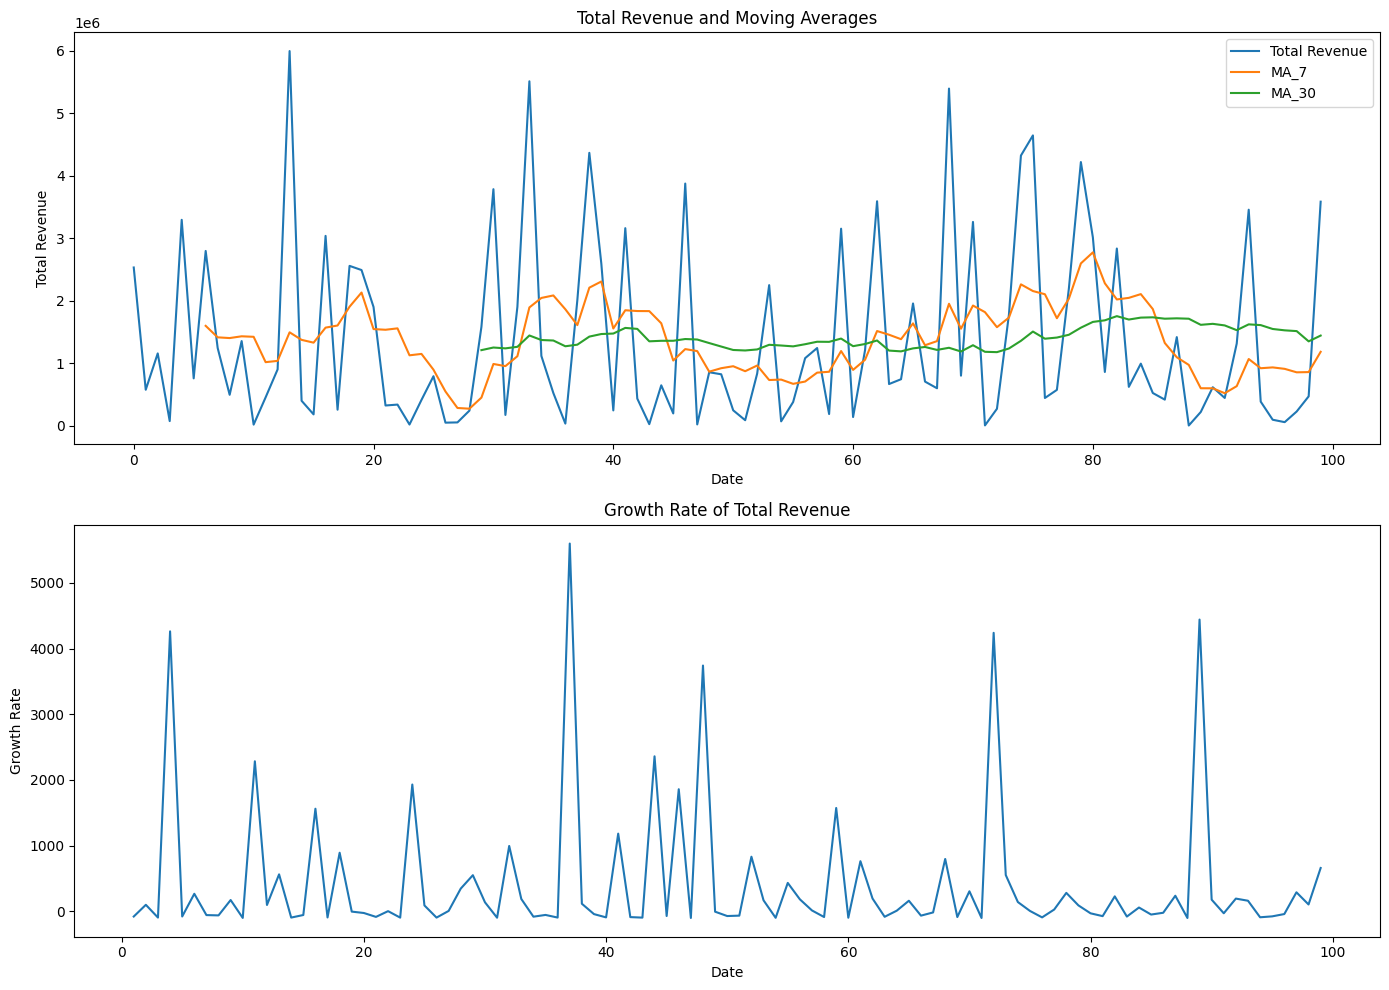 Total Revenue and Moving Averages
1e6
6
5
4
3
2
1
0
Total Revenue
Total Revenue
MA_7
MA_30
0 20 40 60 80 100
Date
Growth Rate of Total Revenue
5000
4000
3000
2000
1000
0
Growth Rate
0 20 40 60 80 100
Date